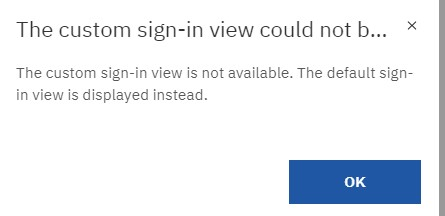 The custom sign-in view could not b...
The custom sign-in view is not available. The default sign-
in view is displayed instead.
OK